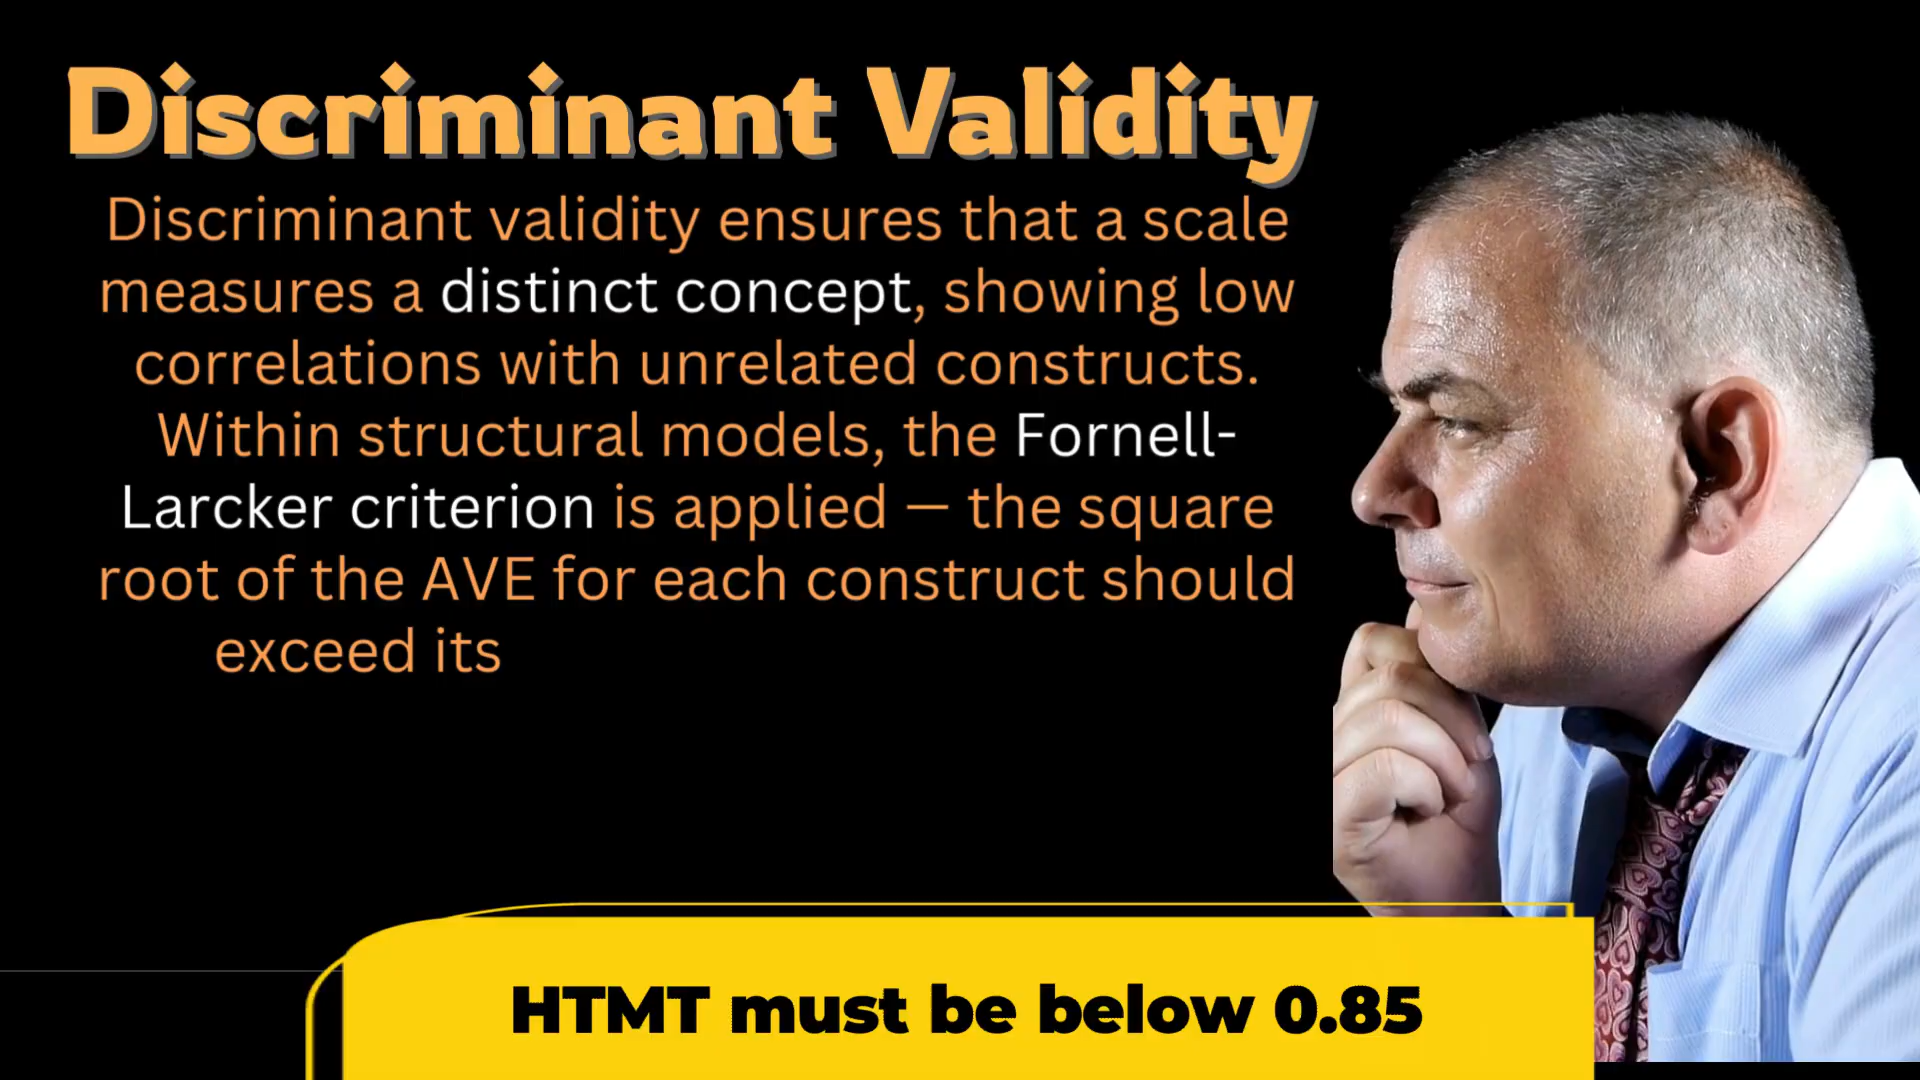 Discriminant Validity
Discriminant validity ensures that a scale
measures a distinct concept, showing low
correlations with unrelated constructs.
Within structural models, the Fornell-
Larcker criterion is applied — the square
root of the AVE for each construct should
exceed its
HTMT must be below 0.85